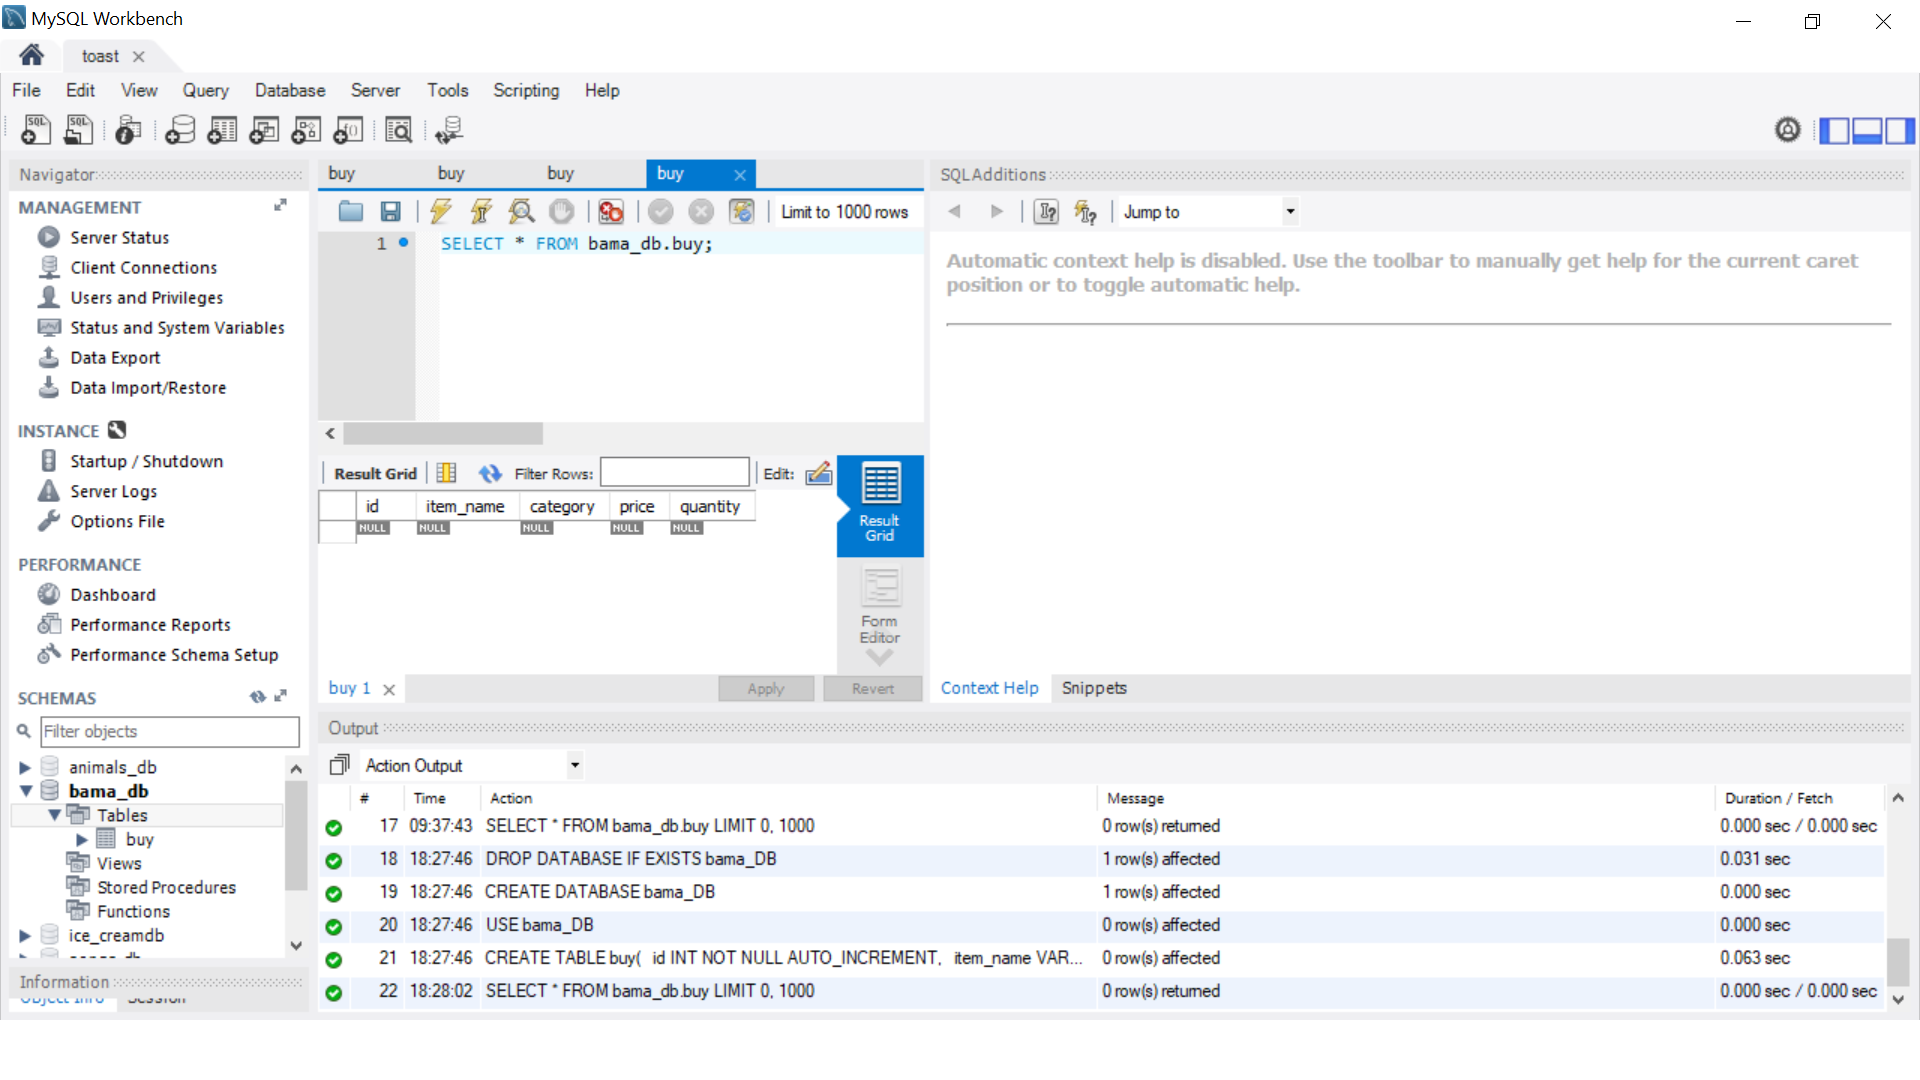 MySQL Workbench
toast
File Edit View Query Database Server Tools Scripting Help
Navigator
MANAGEMENT
Server Status
Client Connections
Users and Privileges
Status and System Variables
Data Export
Data Import/Restore
INSTANCE
Startup / Shutdown
Server Logs
Options File
PERFORMANCE
Dashboard
Performance Reports
Performance Schema Setup
SCHEMAS
Filter objects
animals_db
bama_db
Tables
buy
Views
Stored Procedures
Functions
ice_creamdb
Information
Object Info Session
buy buy buy buy
Limit to 1000 rows
1 SELECT * FROM bama_db.buy;
Result Grid Filter Rows: Edit:
id item_name category price quantity
NULL NULL NULL NULL NULL
Result
Grid
Form
Editor
buy 1 Apply Revert
SQLAdditions
Jump to
Automatic context help is disabled. Use the toolbar to manually get help for the current caret
position or to toggle automatic help.
Context Help Snippets
Output
Action Output
# Time Action Message Duration / Fetch
17 09:37:43 SELECT * FROM bama_db.buy LIMIT 0, 1000 0 row(s) returned 0.000 sec / 0.000 sec
18 18:27:46 DROP DATABASE IF EXISTS bama_DB 1 row(s) affected 0.031 sec
19 18:27:46 CREATE DATABASE bama_DB 1 row(s) affected 0.000 sec
20 18:27:46 USE bama_DB 0 row(s) affected 0.000 sec
21 18:27:46 CREATE TABLE buy( id INT NOT NULL AUTO_INCREMENT, item_name VAR... 0 row(s) affected 0.063 sec
22 18:28:02 SELECT * FROM bama_db.buy LIMIT 0, 1000 0 row(s) returned 0.000 sec / 0.000 sec